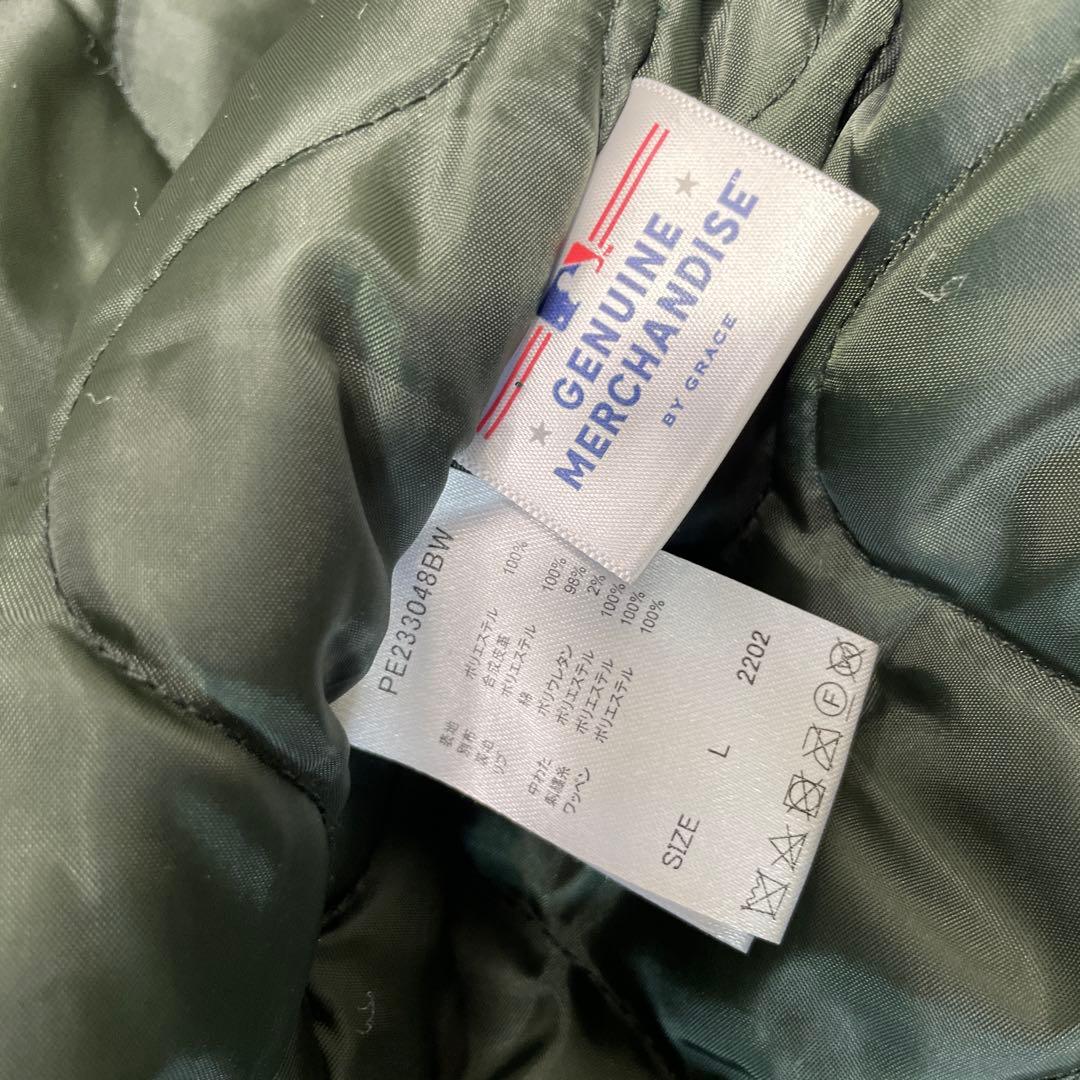 GENUINE
MERCHANDISE™
BY GRACE
PE233048BW
表地 ポリエステル 100%
別布 合成皮革
裏地 ポリエステル 100%
リブ 綿 98%
ポリウレタン 2%
中わた ポリエステル 100%
刺繍糸 ポリエステル 100%
ワッペン ポリエステル 100%
SIZE L 2202
F